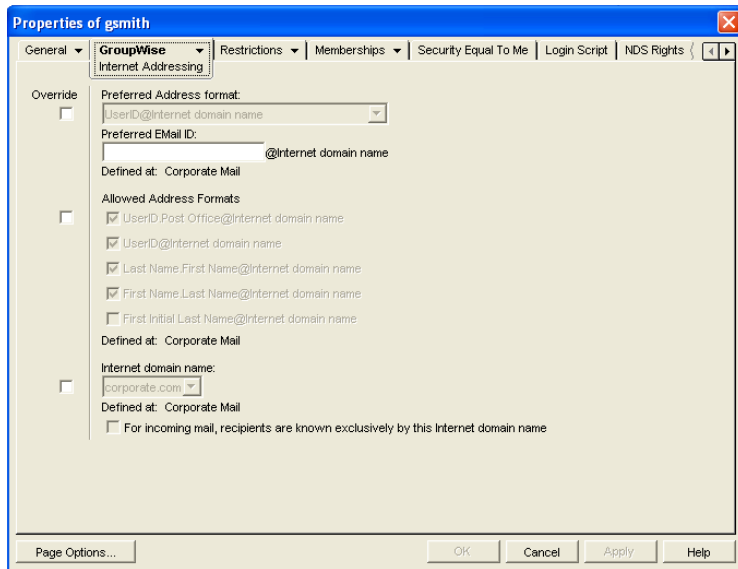 Properties of gsmith
General GroupWise Restrictions Memberships Security Equal To Me Login Script NDS Rights
Internet Addressing
Override Preferred Address format:
UserID@Internet domain name
Preferred EMail ID:
@Internet domain name
Defined at: Corporate Mail
Allowed Address Formats
UserID.Post Office@Internet domain name
UserID@Internet domain name
Last Name.First Name@Internet domain name
First Name.Last Name@Internet domain name
First Initial Last Name@Internet domain name
Defined at: Corporate Mail
Internet domain name:
corporate.com
Defined at: Corporate Mail
For incoming mail, recipients are known exclusively by this Internet domain name
Page Options... OK Cancel Apply Help